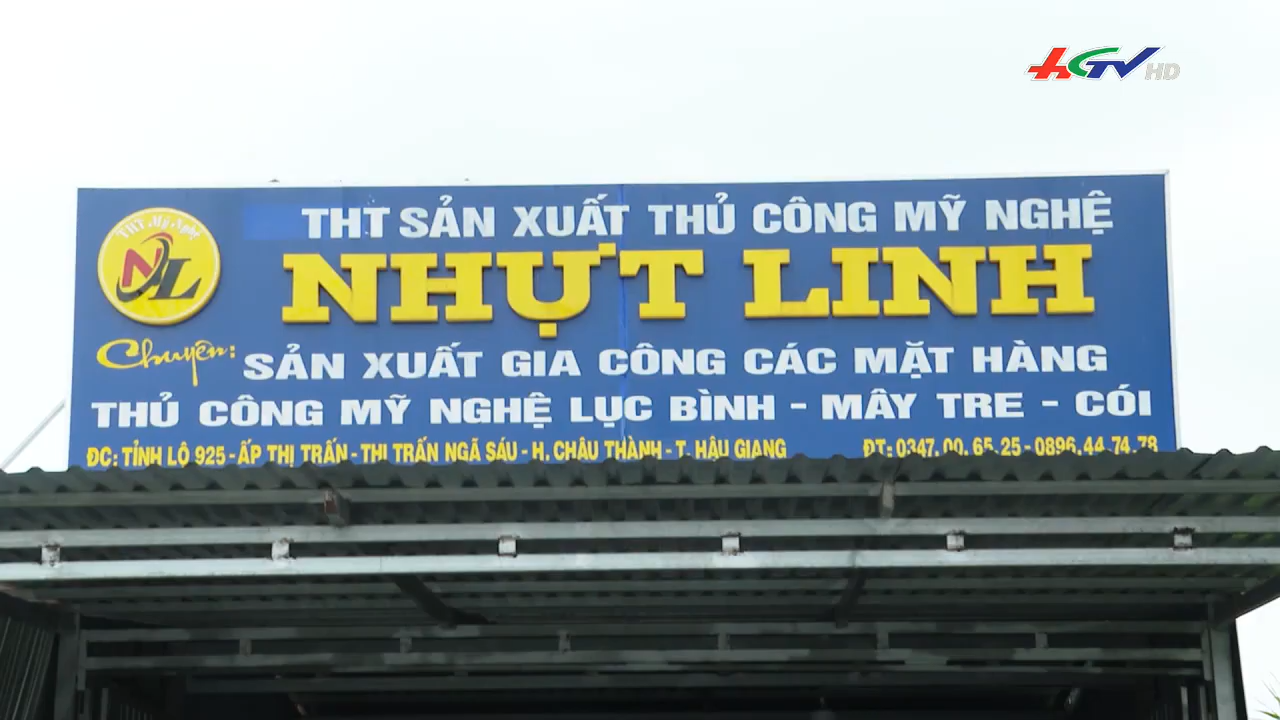 HGTV HD
THT SẢN XUẤT THỦ CÔNG MỸ NGHỆ
THT Mỹ Nghệ
NL
NHỰT LINH
Chuyên:
SẢN XUẤT GIA CÔNG CÁC MẶT HÀNG
THỦ CÔNG MỸ NGHỆ LỤC BÌNH - MÂY TRE - CÓI
ĐC: TỈNH LỘ 925 - ẤP THỊ TRẤN - THỊ TRẤN NGÃ SÁU - H. CHÂU THÀNH - T. HẬU GIANG ĐT: 0347. 00. 65.25 - 0896.44.74.78